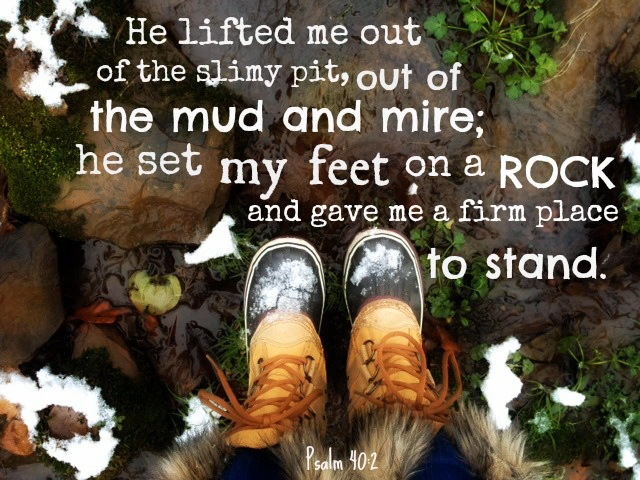 He lifted me out
of the slimy pit, out of
the mud and mire;
he set my feet on a ROCK
and gave me a firm place
to stand.
Psalm 40:2